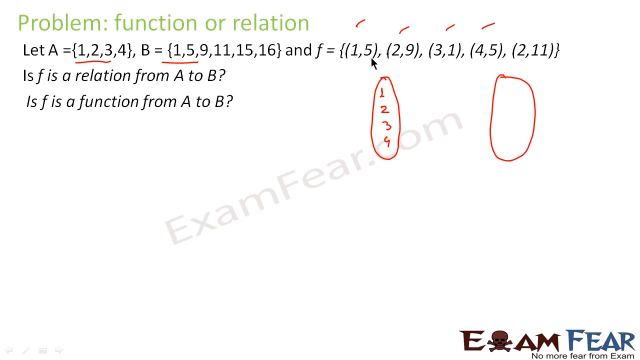 Problem: function or relation
Let A ={1,2,3,4}, B = {1,5,9,11,15,16} and f = {(1,5), (2,9), (3,1), (4,5), (2,11)}
Is f is a relation from A to B?
Is f is a function from A to B?
1
2
3
4
ExamFear.com
EXAM FEAR
No more fear from Exam